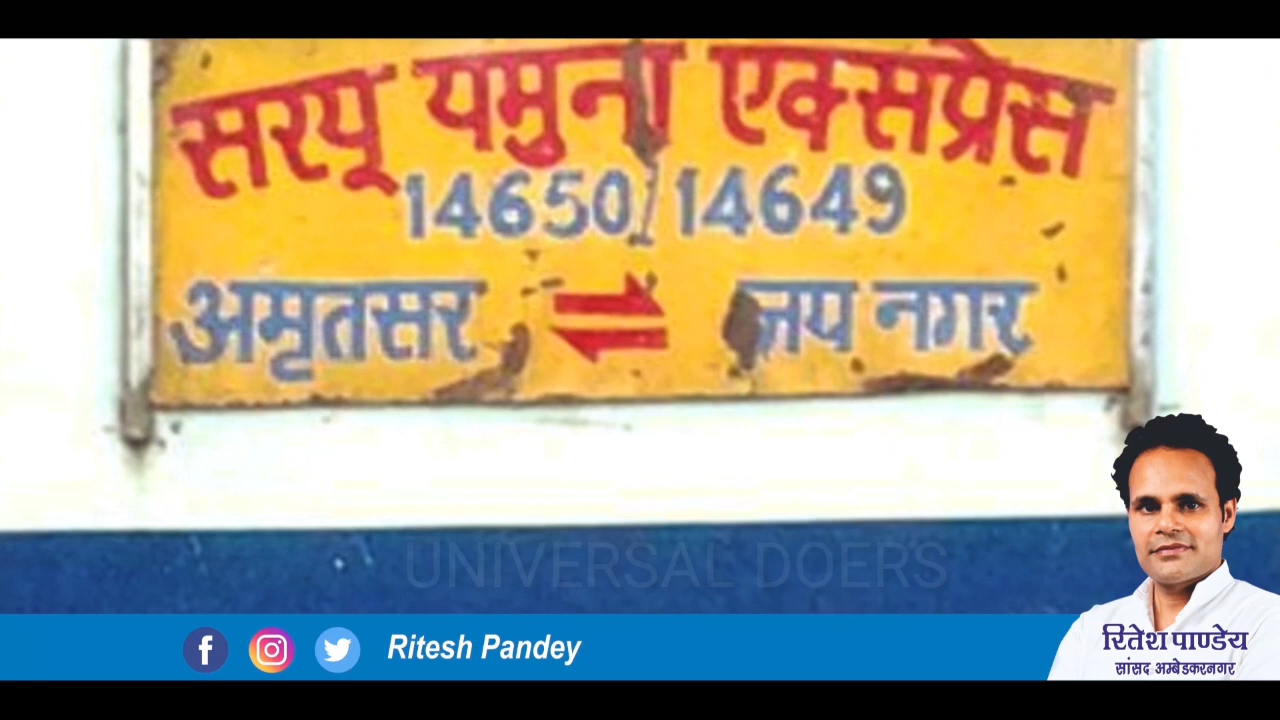 सरयू यमुना एक्सप्रेस
14650/14649
अमृतसर जय नगर
UNIVERSAL DOERS
Ritesh Pandey
रितेश पाण्डेय
सांसद अम्बेडकरनगर